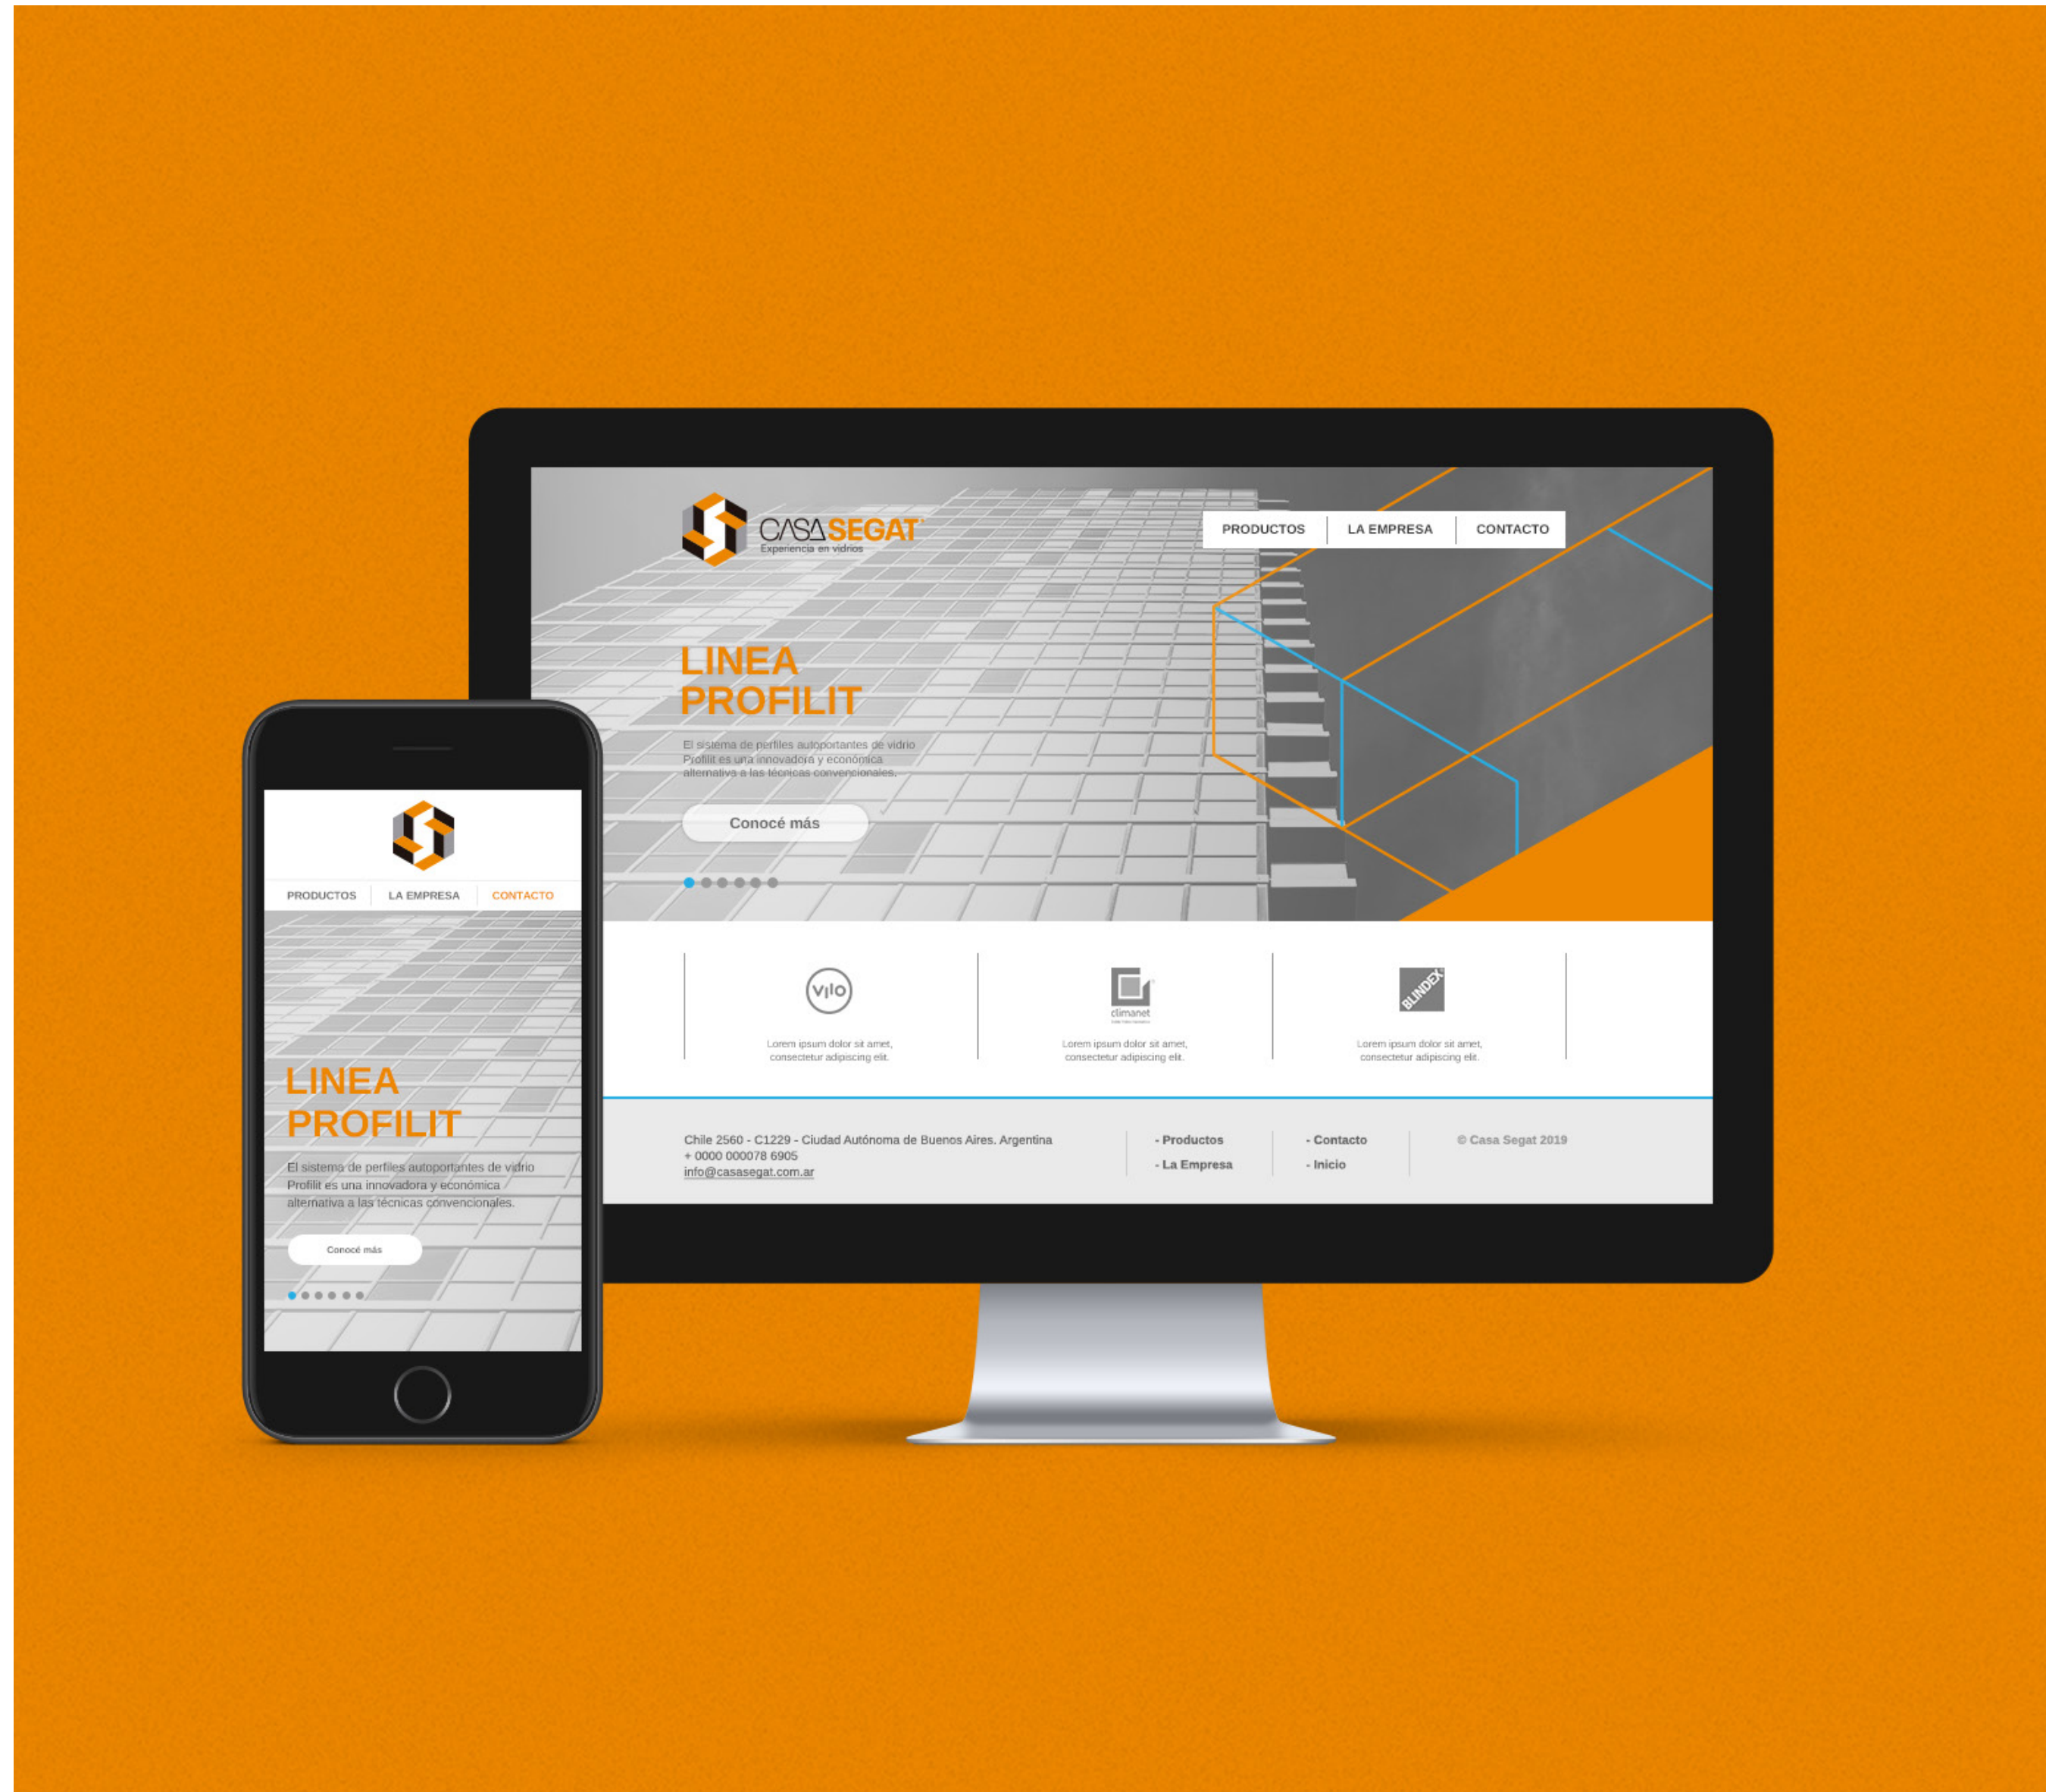 CASA SEGAT
Experiencia en vidrios
PRODUCTOS
LA EMPRESA
CONTACTO
LINEA
PROFILIT
El sistema de perfiles autoportantes de vidrio
Profilit es una innovadora y económica
alternativa a las técnicas convencionales.
Conocé más
vilo
Lorem ipsum dolor sit amet,
consectetur adipiscing elit.
climanet
Lorem ipsum dolor sit amet,
consectetur adipiscing elit.
BLINDEX
Lorem ipsum dolor sit amet,
consectetur adipiscing elit.
Chile 2560 - C1229 - Ciudad Autónoma de Buenos Aires. Argentina
+ 0000 000078 6905
info@casasegat.com.ar
- Productos
- La Empresa
- Contacto
- Inicio
© Casa Segat 2019
PRODUCTOS
LA EMPRESA
CONTACTO
LINEA
PROFILIT
El sistema de perfiles autoportantes de vidrio
Profilit es una innovadora y económica
alternativa a las técnicas convencionales.
Conocé más